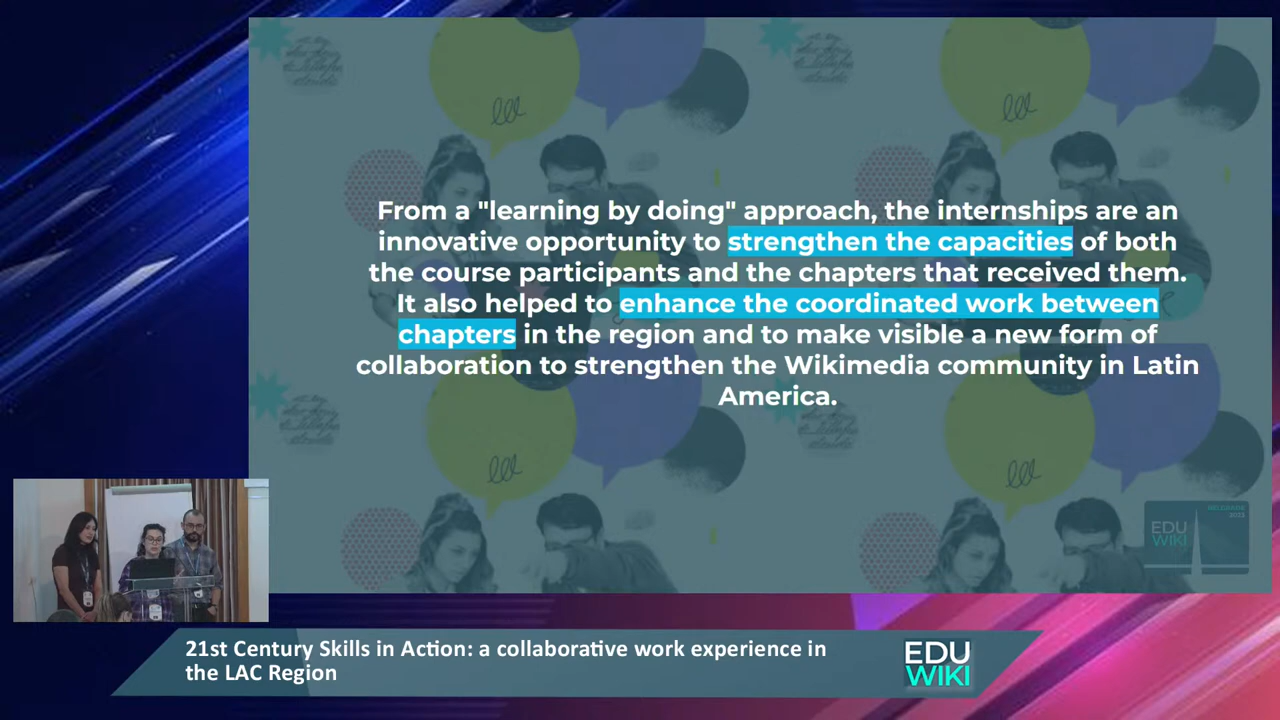 From a "learning by doing" approach, the internships are an
innovative opportunity to strengthen the capacities of both
the course participants and the chapters that received them.
It also helped to enhance the coordinated work between
chapters in the region and to make visible a new form of
collaboration to strengthen the Wikimedia community in Latin
America.
BELGRADE
2023
EDU
WIKI
21st Century Skills in Action: a collaborative work experience in
the LAC Region
EDU
WIKI